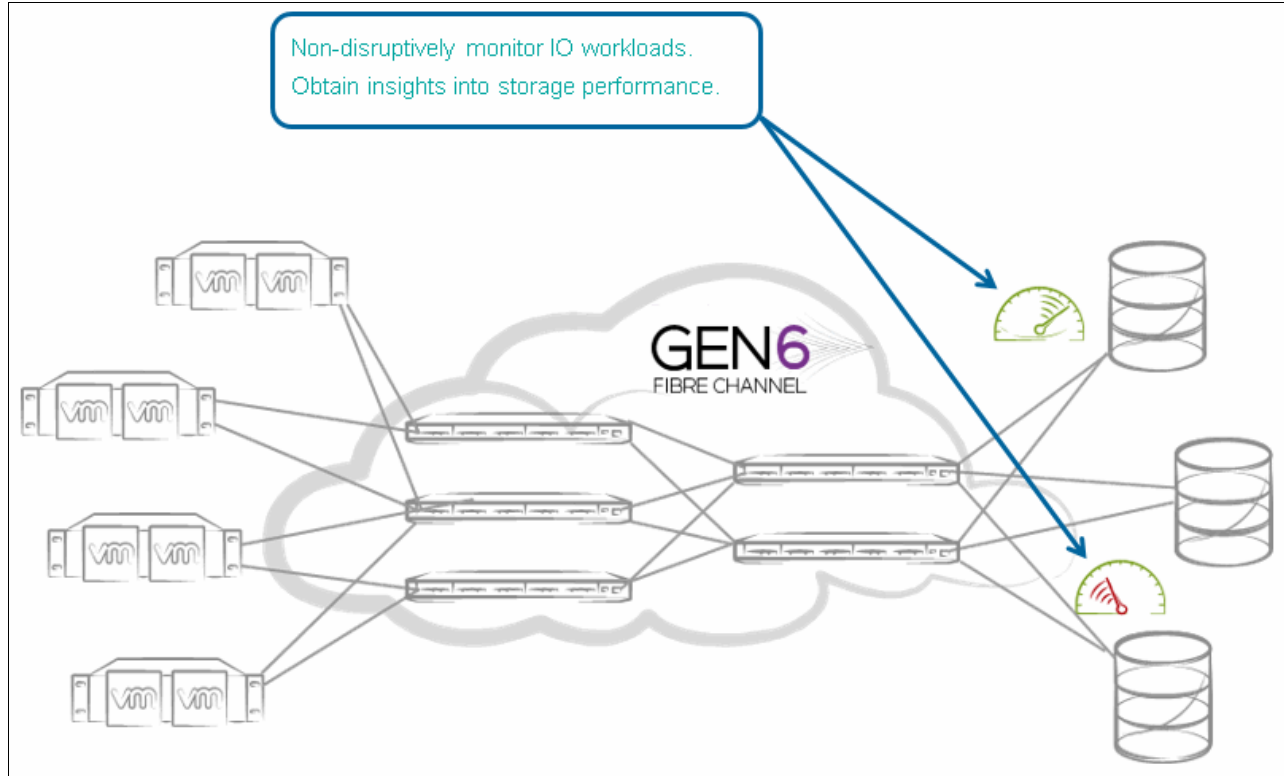 Non-disruptively monitor IO workloads.
Obtain insights into storage performance.
vm vm
GEN6
FIBRE CHANNEL
vm vm
vm vm
vm vm